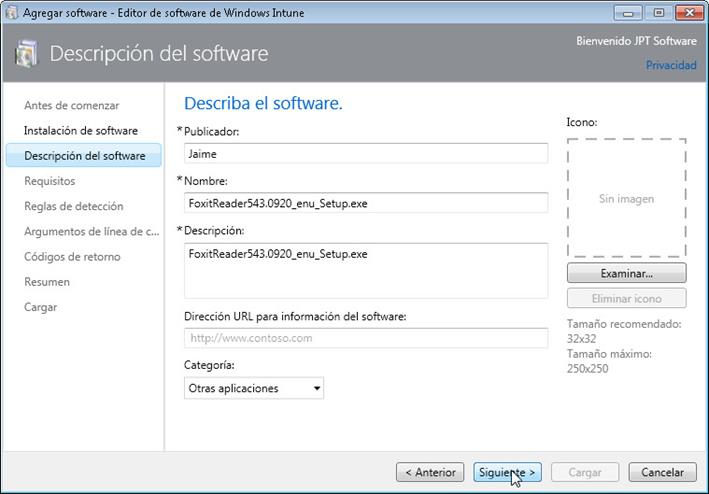 Agregar software - Editor de software de Windows Intune
Descripción del software
Bienvenido JPT Software
Privacidad
Antes de comenzar
Instalación de software
Descripción del software
Requisitos
Reglas de detección
Argumentos de línea de c...
Códigos de retorno
Resumen
Cargar
Describa el software.
*Publicador:
Jaime
*Nombre:
FoxitReader543.0920_enu_Setup.exe
*Descripción:
FoxitReader543.0920_enu_Setup.exe
Dirección URL para información del software:
http://www.contoso.com
Categoría:
Otras aplicaciones
Icono:
Sin imagen
Examinar...
Eliminar icono
Tamaño recomendado:
32x32
Tamaño máximo:
250x250
< Anterior
Siguiente >
Cargar
Cancelar